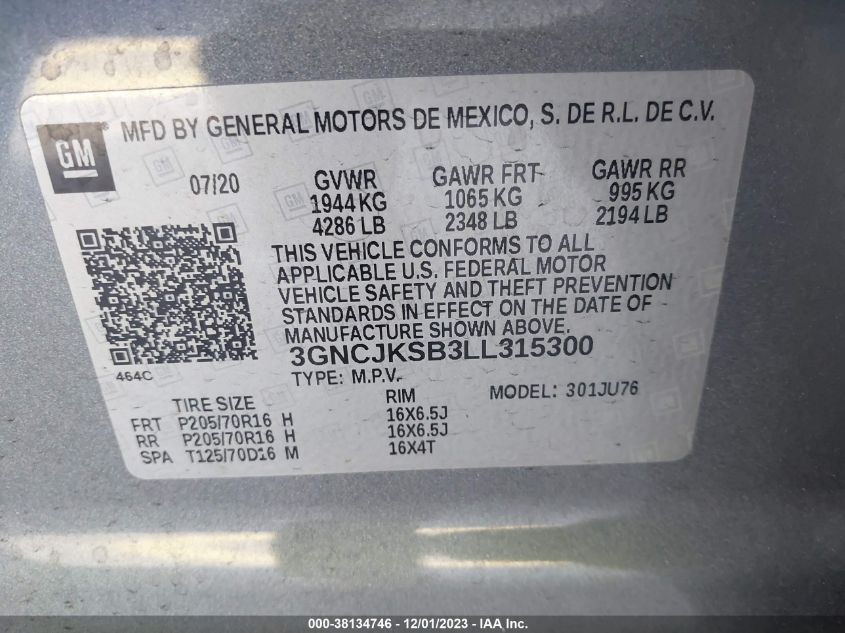 GM
MFD BY GENERAL MOTORS DE MEXICO, S. DE R.L. DE C.V.
07/20
GVWR
1944 KG
4286 LB
GAWR FRT
1065 KG
2348 LB
GAWR RR
995 KG
2194 LB
THIS VEHICLE CONFORMS TO ALL
APPLICABLE U.S. FEDERAL MOTOR
VEHICLE SAFETY AND THEFT PREVENTION
STANDARDS IN EFFECT ON THE DATE OF
MANUFACTURE SHOWN ABOVE.
3GNCJKSB3LL315300
464C
TYPE: M.P.V.
MODEL: 301JU76
TIRE SIZE RIM
FRT P205/70R16 H 16X6.5J
RR P205/70R16 H 16X6.5J
SPA T125/70D16 M 16X4T
000-38134746 - 12/01/2023 - IAA Inc.